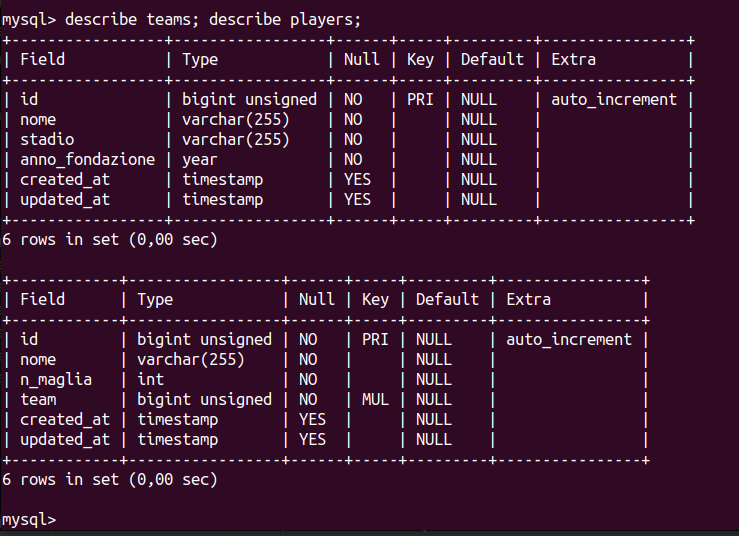 mysql> describe teams; describe players;
+-----------------+-----------------+------+-----+---------+----------------+
| Field           | Type            | Null | Key | Default | Extra          |
+-----------------+-----------------+------+-----+---------+----------------+
| id              | bigint unsigned | NO   | PRI | NULL    | auto_increment |
| nome            | varchar(255)    | NO   |     | NULL    |                |
| stadio          | varchar(255)    | NO   |     | NULL    |                |
| anno_fondazione | year            | NO   |     | NULL    |                |
| created_at      | timestamp       | YES  |     | NULL    |                |
| updated_at      | timestamp       | YES  |     | NULL    |                |
+-----------------+-----------------+------+-----+---------+----------------+
6 rows in set (0,00 sec)

+------------+-----------------+------+-----+---------+----------------+
| Field      | Type            | Null | Key | Default | Extra          |
+------------+-----------------+------+-----+---------+----------------+
| id         | bigint unsigned | NO   | PRI | NULL    | auto_increment |
| nome       | varchar(255)    | NO   |     | NULL    |                |
| n_maglia   | int             | NO   |     | NULL    |                |
| team       | bigint unsigned | NO   | MUL | NULL    |                |
| created_at | timestamp       | YES  |     | NULL    |                |
| updated_at | timestamp       | YES  |     | NULL    |                |
+------------+-----------------+------+-----+---------+----------------+
6 rows in set (0,00 sec)

mysql>